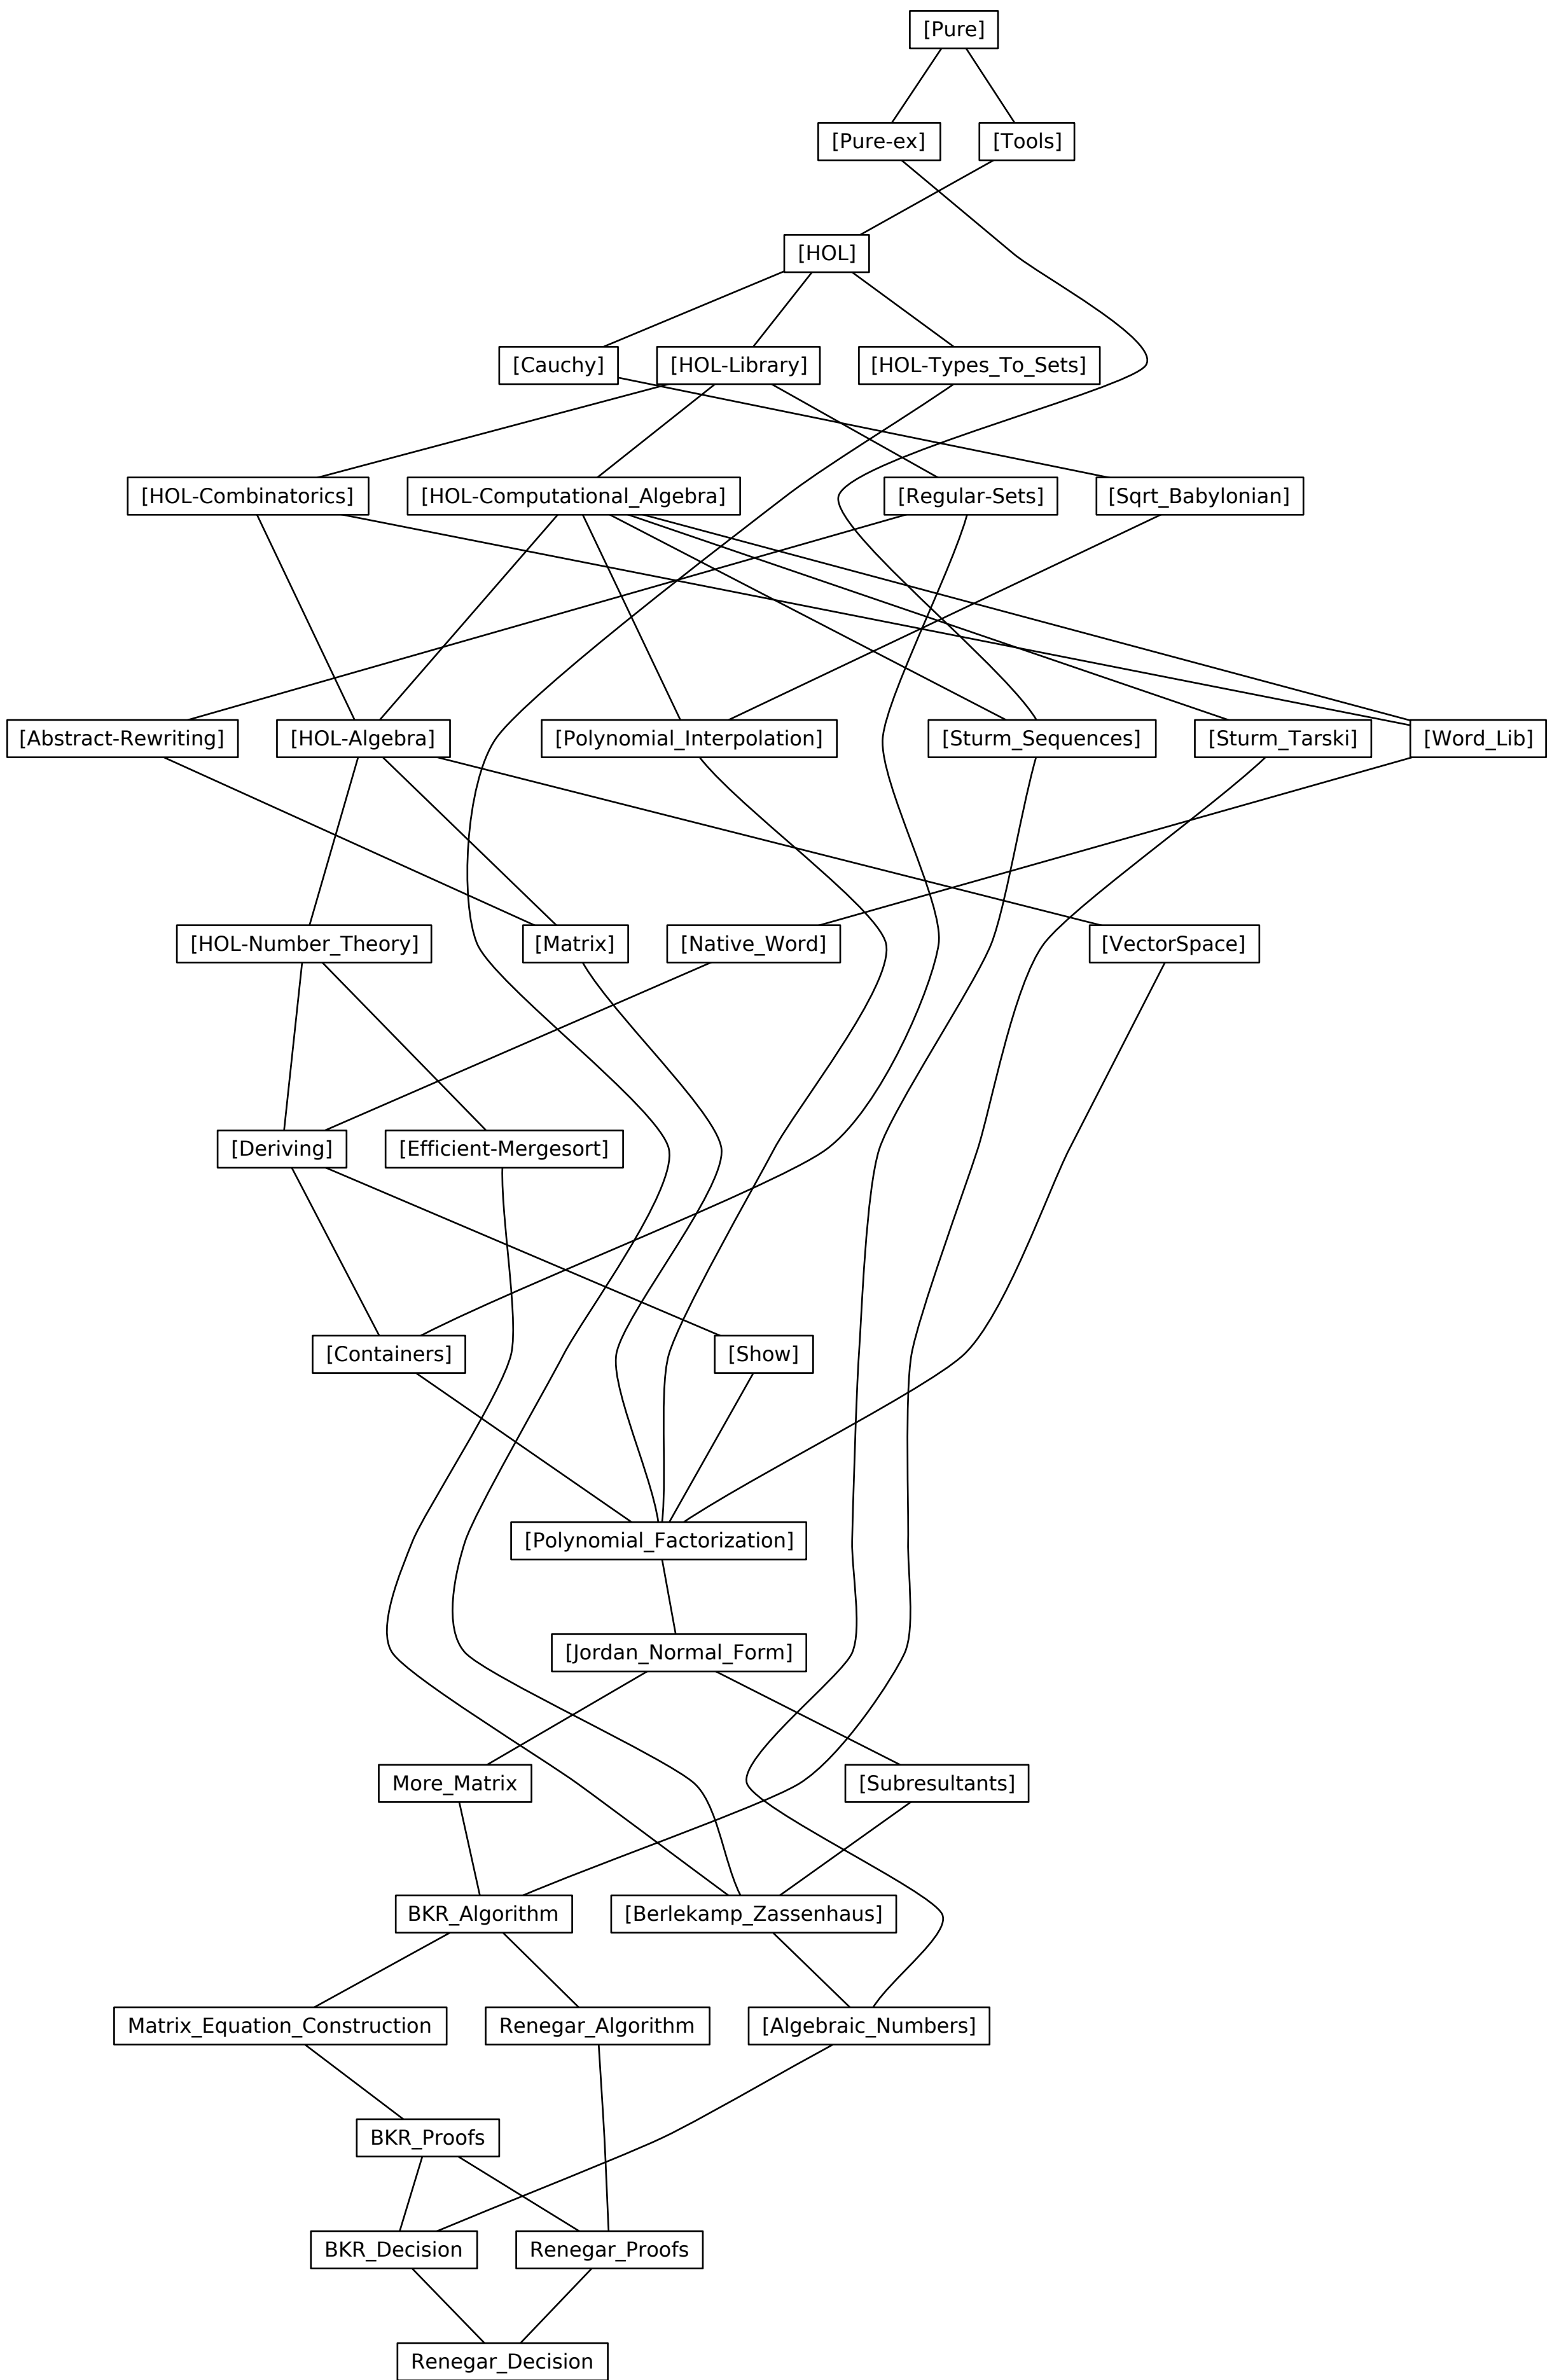 [Pure]
[Pure-ex]
[Tools]
[HOL]
[Cauchy]
[HOL-Library]
[HOL-Types_To_Sets]
[HOL-Combinatorics]
[HOL-Computational_Algebra]
[Regular-Sets]
[Sqrt_Babylonian]
[Abstract-Rewriting]
[HOL-Algebra]
[Polynomial_Interpolation]
[Sturm_Sequences]
[Sturm_Tarski]
[Word_Lib]
[HOL-Number_Theory]
[Matrix]
[Native_Word]
[VectorSpace]
[Deriving]
[Efficient-Mergesort]
[Containers]
[Show]
[Polynomial_Factorization]
[Jordan_Normal_Form]
More_Matrix
[Subresultants]
BKR_Algorithm
[Berlekamp_Zassenhaus]
Matrix_Equation_Construction
Renegar_Algorithm
[Algebraic_Numbers]
BKR_Proofs
BKR_Decision
Renegar_Proofs
Renegar_Decision